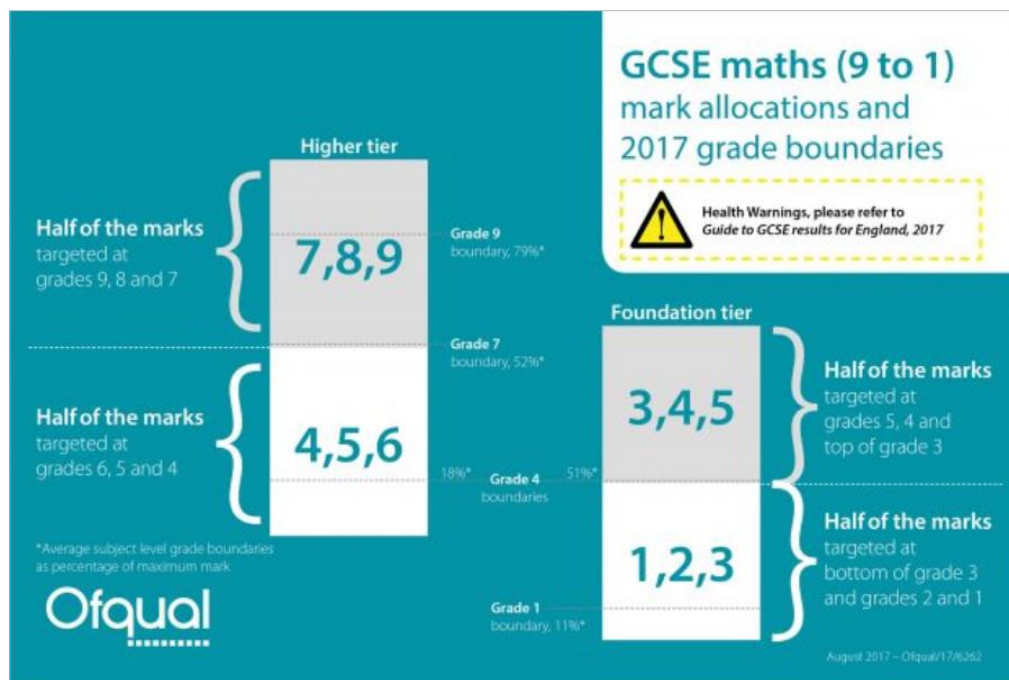 GCSE maths (9 to 1)
mark allocations and
2017 grade boundaries
Health Warnings, please refer to
Guide to GCSE results for England, 2017
Higher tier
Half of the marks
targeted at
grades 9, 8 and 7
7,8,9
Grade 9
boundary, 79%*
Grade 7
boundary, 52%*
Half of the marks
targeted at
grades 6, 5 and 4
4,5,6
18%*
Grade 4
boundaries
51%*
Foundation tier
3,4,5
Half of the marks
targeted at
grades 5, 4 and
top of grade 3
1,2,3
Half of the marks
targeted at
bottom of grade 3
and grades 2 and 1
Grade 1
boundary, 11%*
*Average subject level grade boundaries
as percentage of maximum mark
Ofqual
August 2017 – Ofqual/17/6262